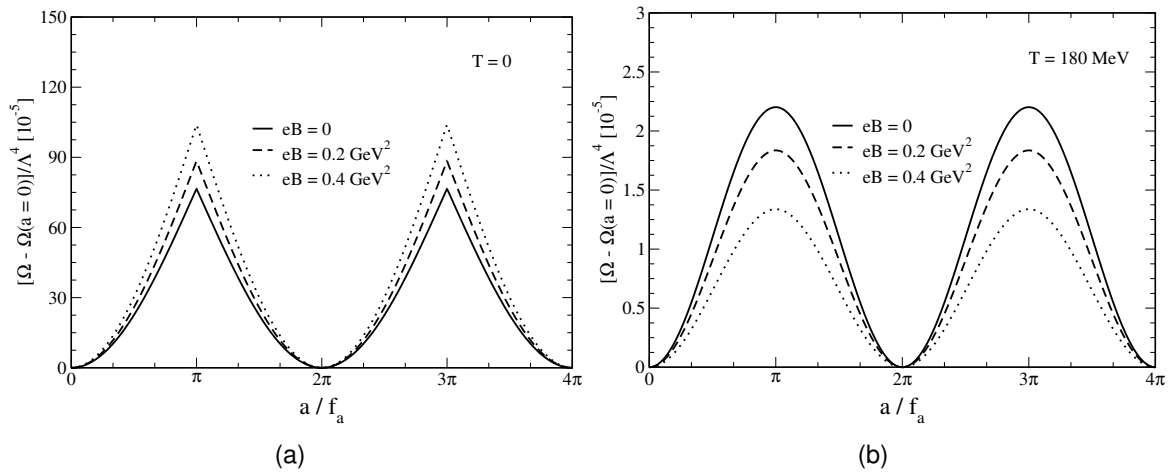 150
120
90
60
30
0
[Ω - Ω(a = 0)]/Λ⁴ [10⁻⁵]
T = 0
eB = 0
eB = 0.2 GeV²
eB = 0.4 GeV²
0
π
2π
3π
4π
a / fₐ
(a)
3
2.5
2
1.5
1
0.5
0
[Ω - Ω(a = 0)]/Λ⁴ [10⁻⁵]
T = 180 MeV
eB = 0
eB = 0.2 GeV²
eB = 0.4 GeV²
0
π
2π
3π
4π
a / fₐ
(b)